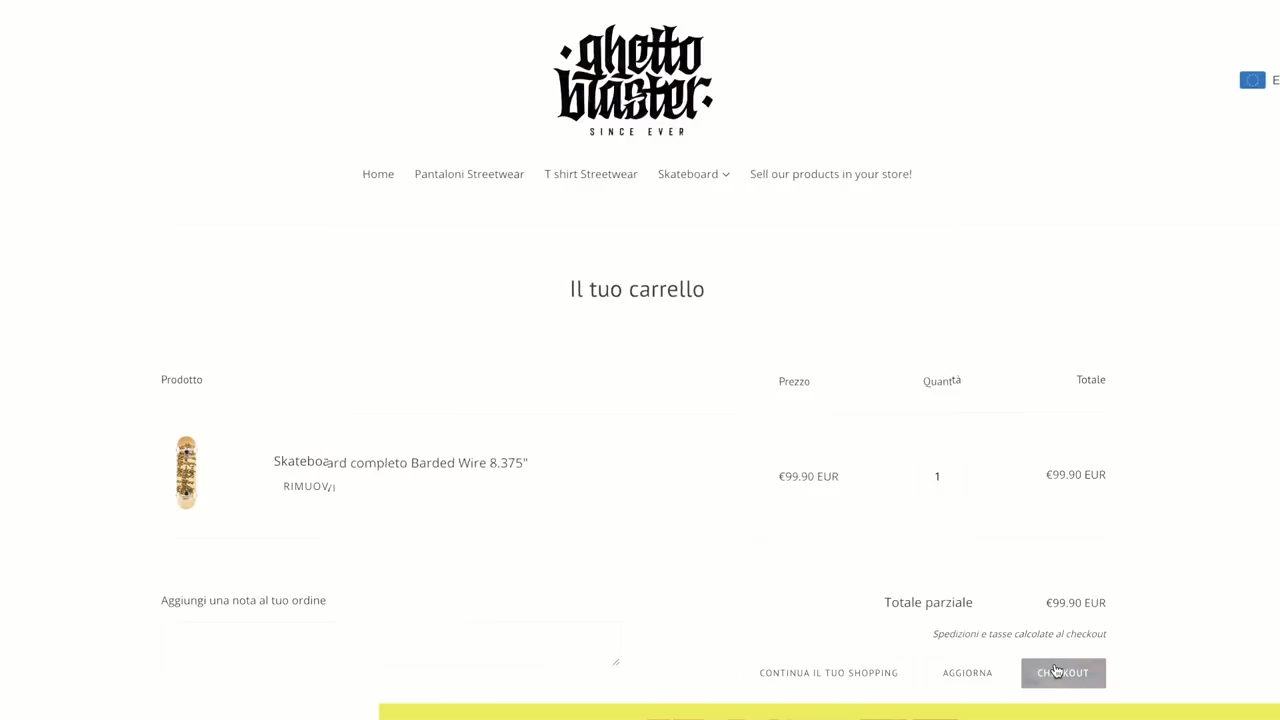 ghetto
blaster
SINCE EVER
E
Home Pantaloni Streetwear T shirt Streetwear Skateboard Sell our products in your store!
Il tuo carrello
Prodotto Prezzo Quantità Totale
Skateboard completo Barded Wire 8.375" €99.90 EUR 1 €99.90 EUR
RIMUOVI
Aggiungi una nota al tuo ordine Totale parziale €99.90 EUR
Spedizioni e tasse calcolate al checkout
CONTINUA IL TUO SHOPPING AGGIORNA CHECKOUT